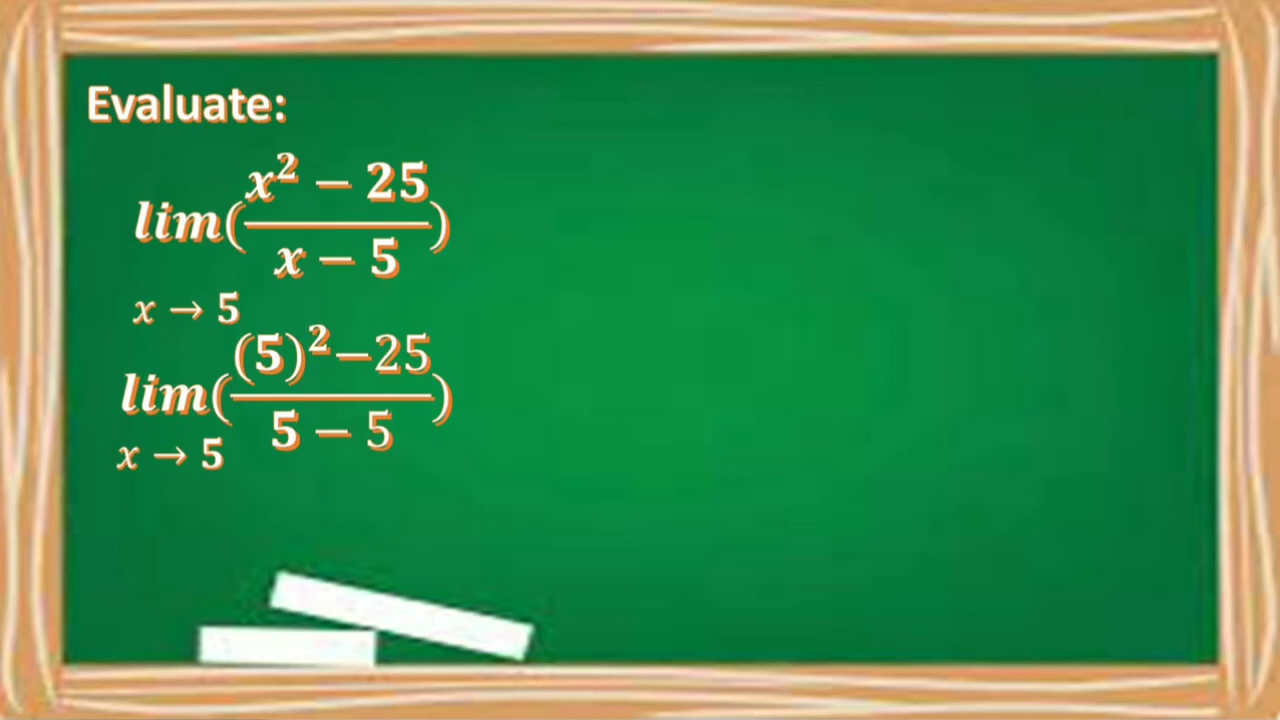 Evaluate:
lim(x² − 25 / x − 5)
x → 5
lim((5)²−25 / 5 − 5)
x → 5